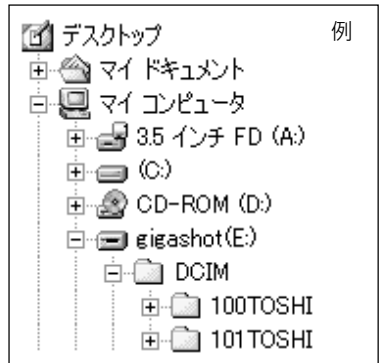 デスクトップ 例
マイ ドキュメント
マイ コンピュータ
3.5 インチ FD (A:)
(C:)
CD-ROM (D:)
gigashot(E:)
DCIM
100TOSHI
101TOSHI